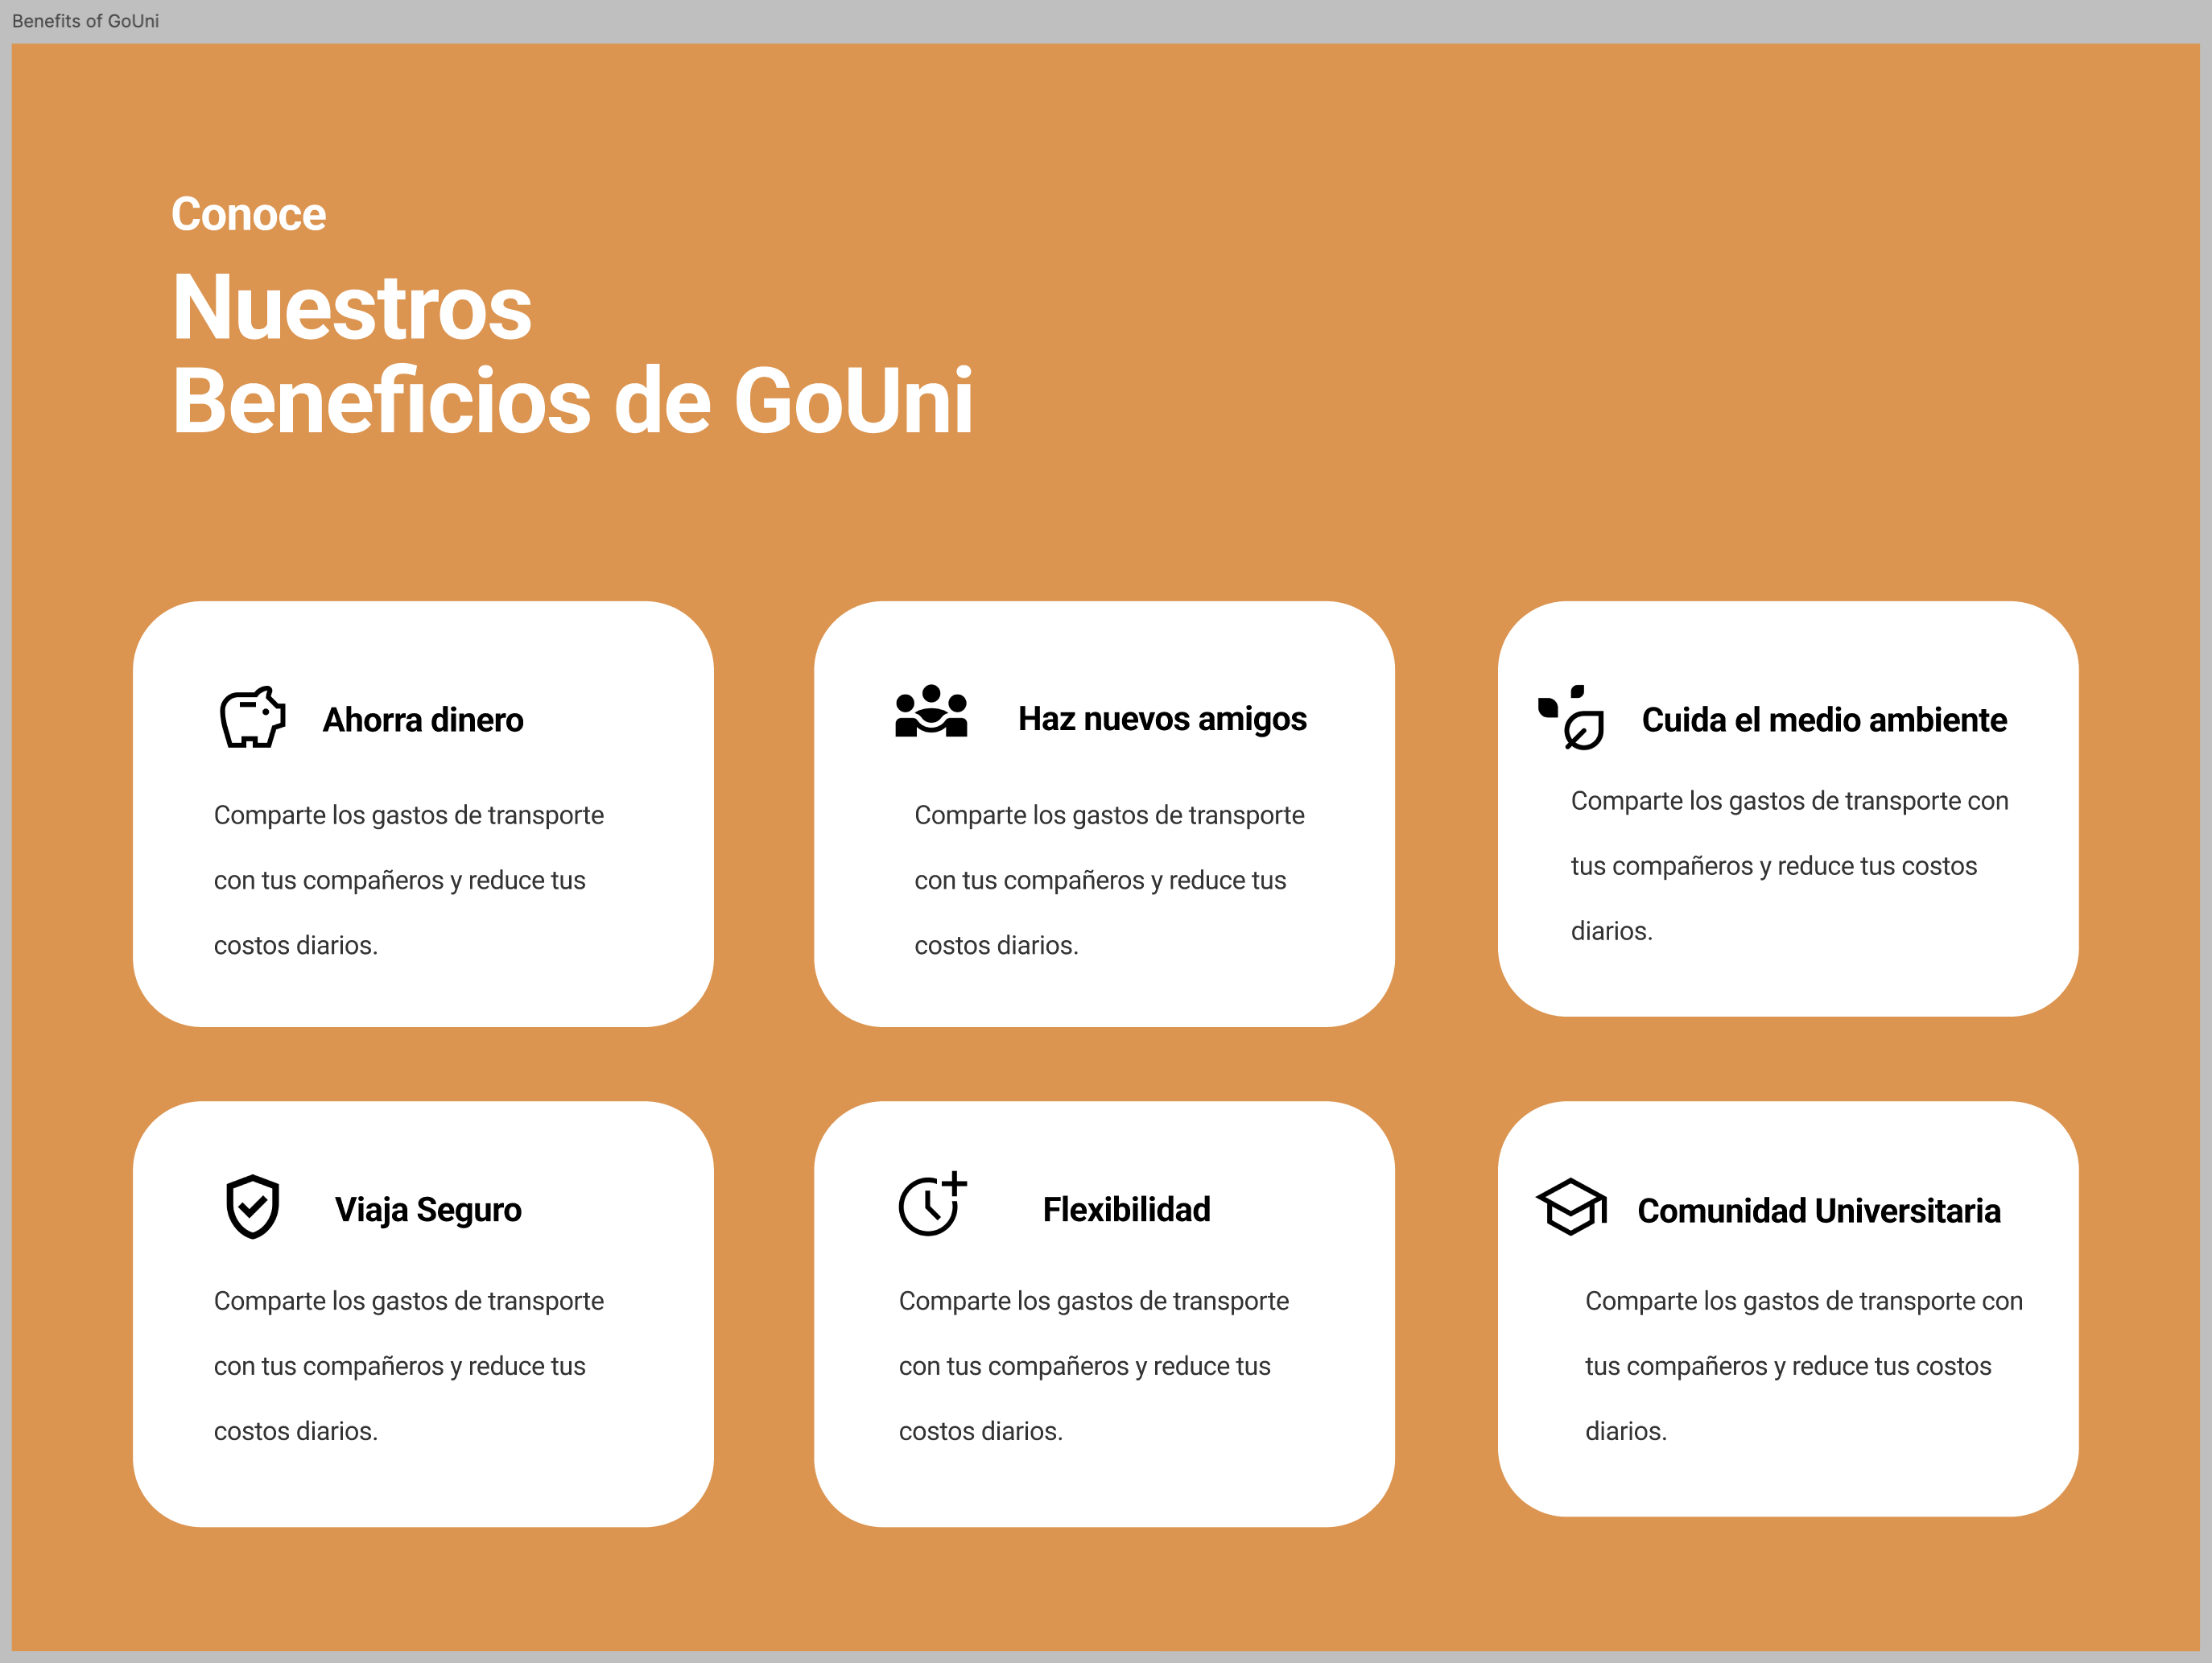 Benefits of GoUni
Conoce
Nuestros
Beneficios de GoUni
Ahorra dinero
Comparte los gastos de transporte
con tus compañeros y reduce tus
costos diarios.
Haz nuevos amigos
Comparte los gastos de transporte
con tus compañeros y reduce tus
costos diarios.
Cuida el medio ambiente
Comparte los gastos de transporte con
tus compañeros y reduce tus costos
diarios.
Viaja Seguro
Comparte los gastos de transporte
con tus compañeros y reduce tus
costos diarios.
Flexibilidad
Comparte los gastos de transporte
con tus compañeros y reduce tus
costos diarios.
Comunidad Universitaria
Comparte los gastos de transporte con
tus compañeros y reduce tus costos
diarios.